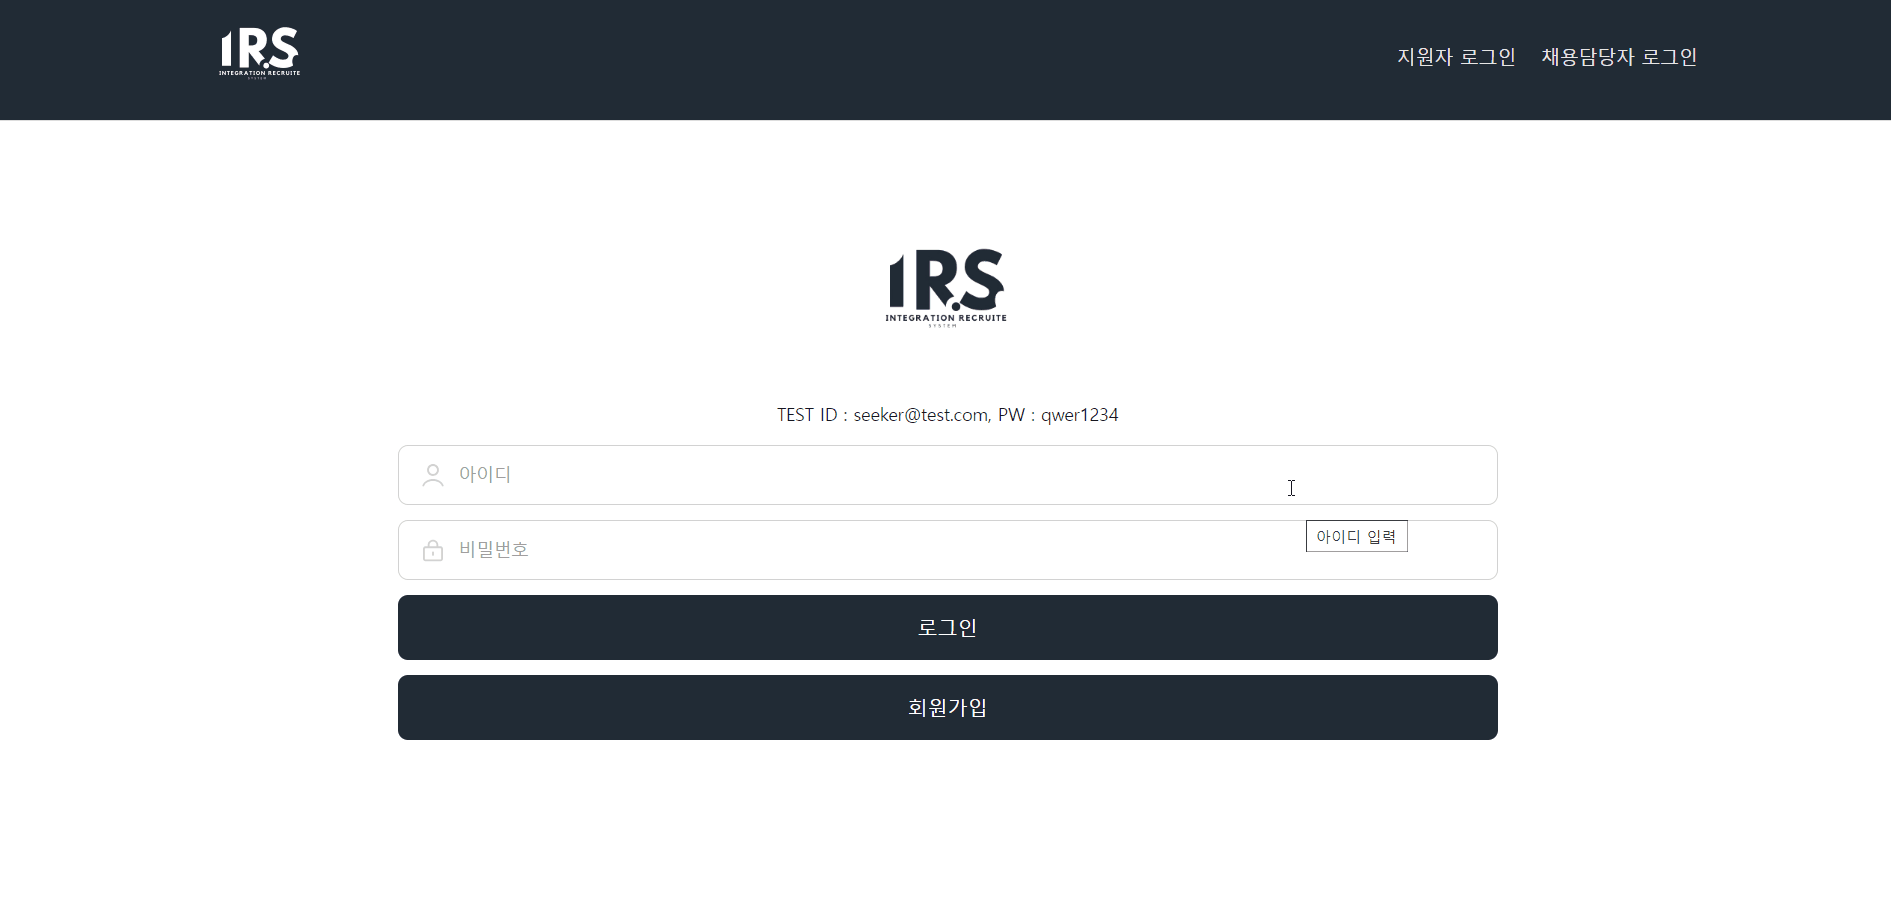 IRS
INTEGRATION RECRUITE
SYSTEM
지원자 로그인 채용담당자 로그인
IRS
INTEGRATION RECRUITE
SYSTEM
TEST ID : seeker@test.com, PW : qwer1234
아이디
비밀번호
아이디 입력
로그인
회원가입